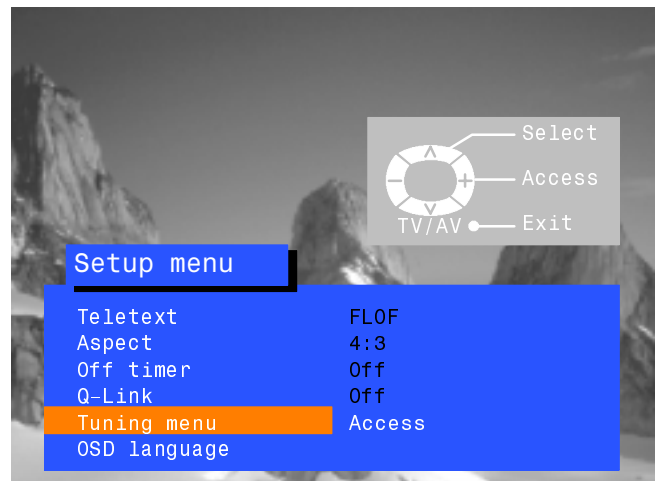 Select
Access
TV/AV Exit
Setup menu
Teletext FLOF
Aspect 4:3
Off timer Off
Q-Link Off
Tuning menu Access
OSD language